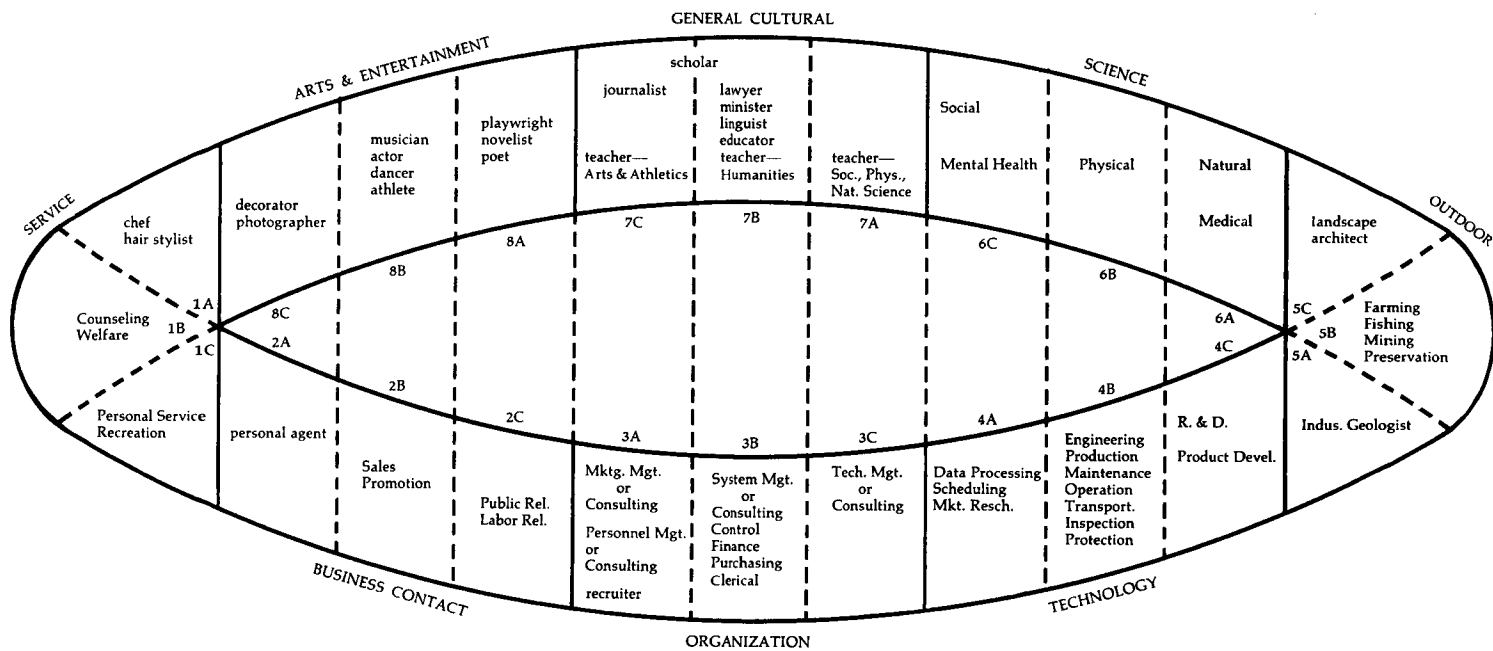 GENERAL CULTURAL
ARTS & ENTERTAINMENT
SCIENCE
SERVICE
OUTDOOR
chef
hair stylist
decorator
photographer
musician
actor
dancer
athlete
playwright
novelist
poet
scholar
journalist
teacher—
Arts & Athletics
lawyer
minister
linguist
educator
teacher—
Humanities
teacher—
Soc., Phys.,
Nat. Science
Social
Mental Health
Physical
Natural
Medical
landscape
architect
1A
8C
8B
8A
7C
7B
7A
6C
6B
6A
5C
Counseling
Welfare
1B
5B
Farming
Fishing
Mining
Preservation
1C
2A
2B
2C
3A
3B
3C
4A
4B
4C
5A
Personal Service
Recreation
personal agent
Sales
Promotion
Public Rel.
Labor Rel.
Mktg. Mgt.
or
Consulting
Personnel Mgt.
or
Consulting
recruiter
System Mgt.
or
Consulting
Control
Finance
Purchasing
Clerical
Tech. Mgt.
or
Consulting
Data Processing
Scheduling
Mkt. Resch.
Engineering
Production
Maintenance
Operation
Transport.
Inspection
Protection
R. & D.
Product Devel.
Indus. Geologist
BUSINESS CONTACT
ORGANIZATION
TECHNOLOGY